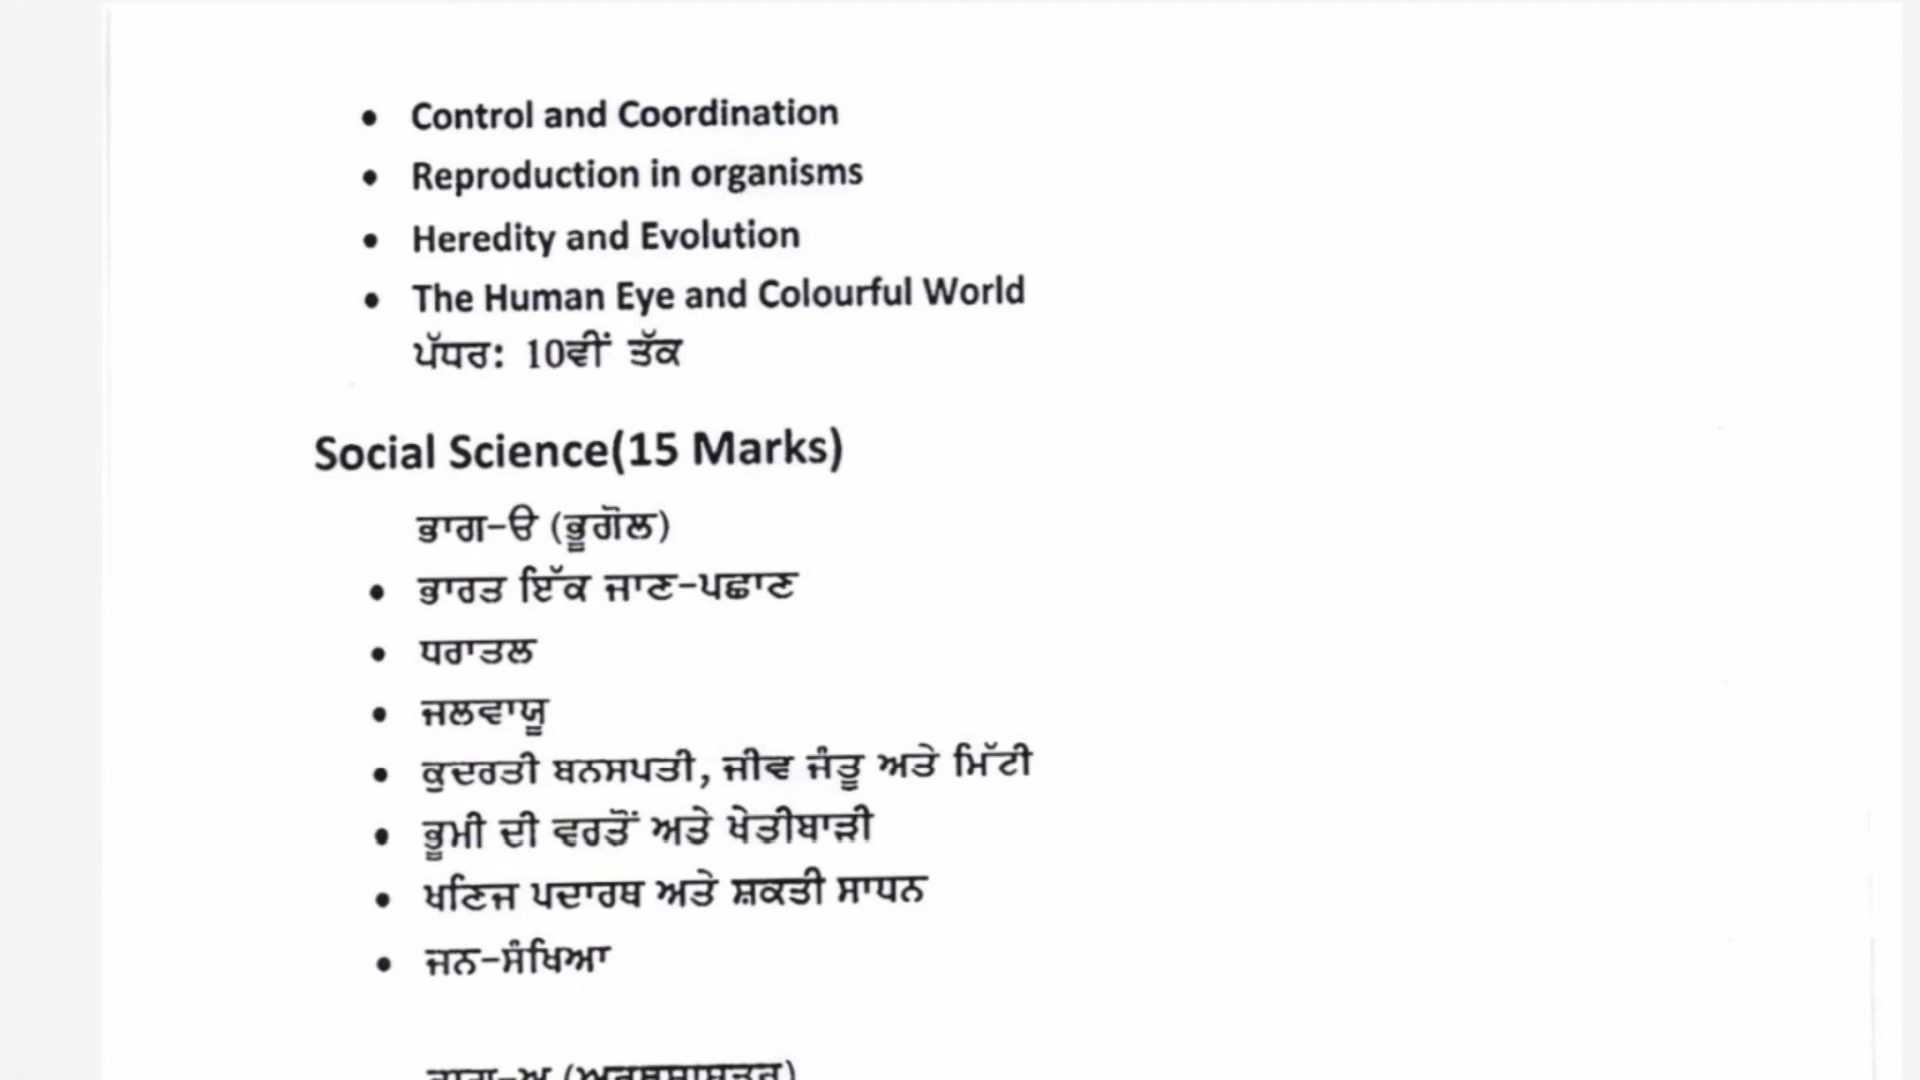 • Control and Coordination
• Reproduction in organisms
• Heredity and Evolution
• The Human Eye and Colourful World
ਪੱਧਰ: 10ਵੀਂ ਤੱਕ
Social Science(15 Marks)
ਭਾਗ-ੳ (ਭੂਗੋਲ)
• ਭਾਰਤ ਇੱਕ ਜਾਣ-ਪਛਾਣ
• ਧਰਾਤਲ
• ਜਲਵਾਯੂ
• ਕੁਦਰਤੀ ਬਨਸਪਤੀ, ਜੀਵ ਜੰਤੂ ਅਤੇ ਮਿੱਟੀ
• ਭੂਮੀ ਦੀ ਵਰਤੋਂ ਅਤੇ ਖੇਤੀਬਾੜੀ
• ਖਣਿਜ ਪਦਾਰਥ ਅਤੇ ਸ਼ਕਤੀ ਸਾਧਨ
• ਜਨ-ਸੰਖਿਆ